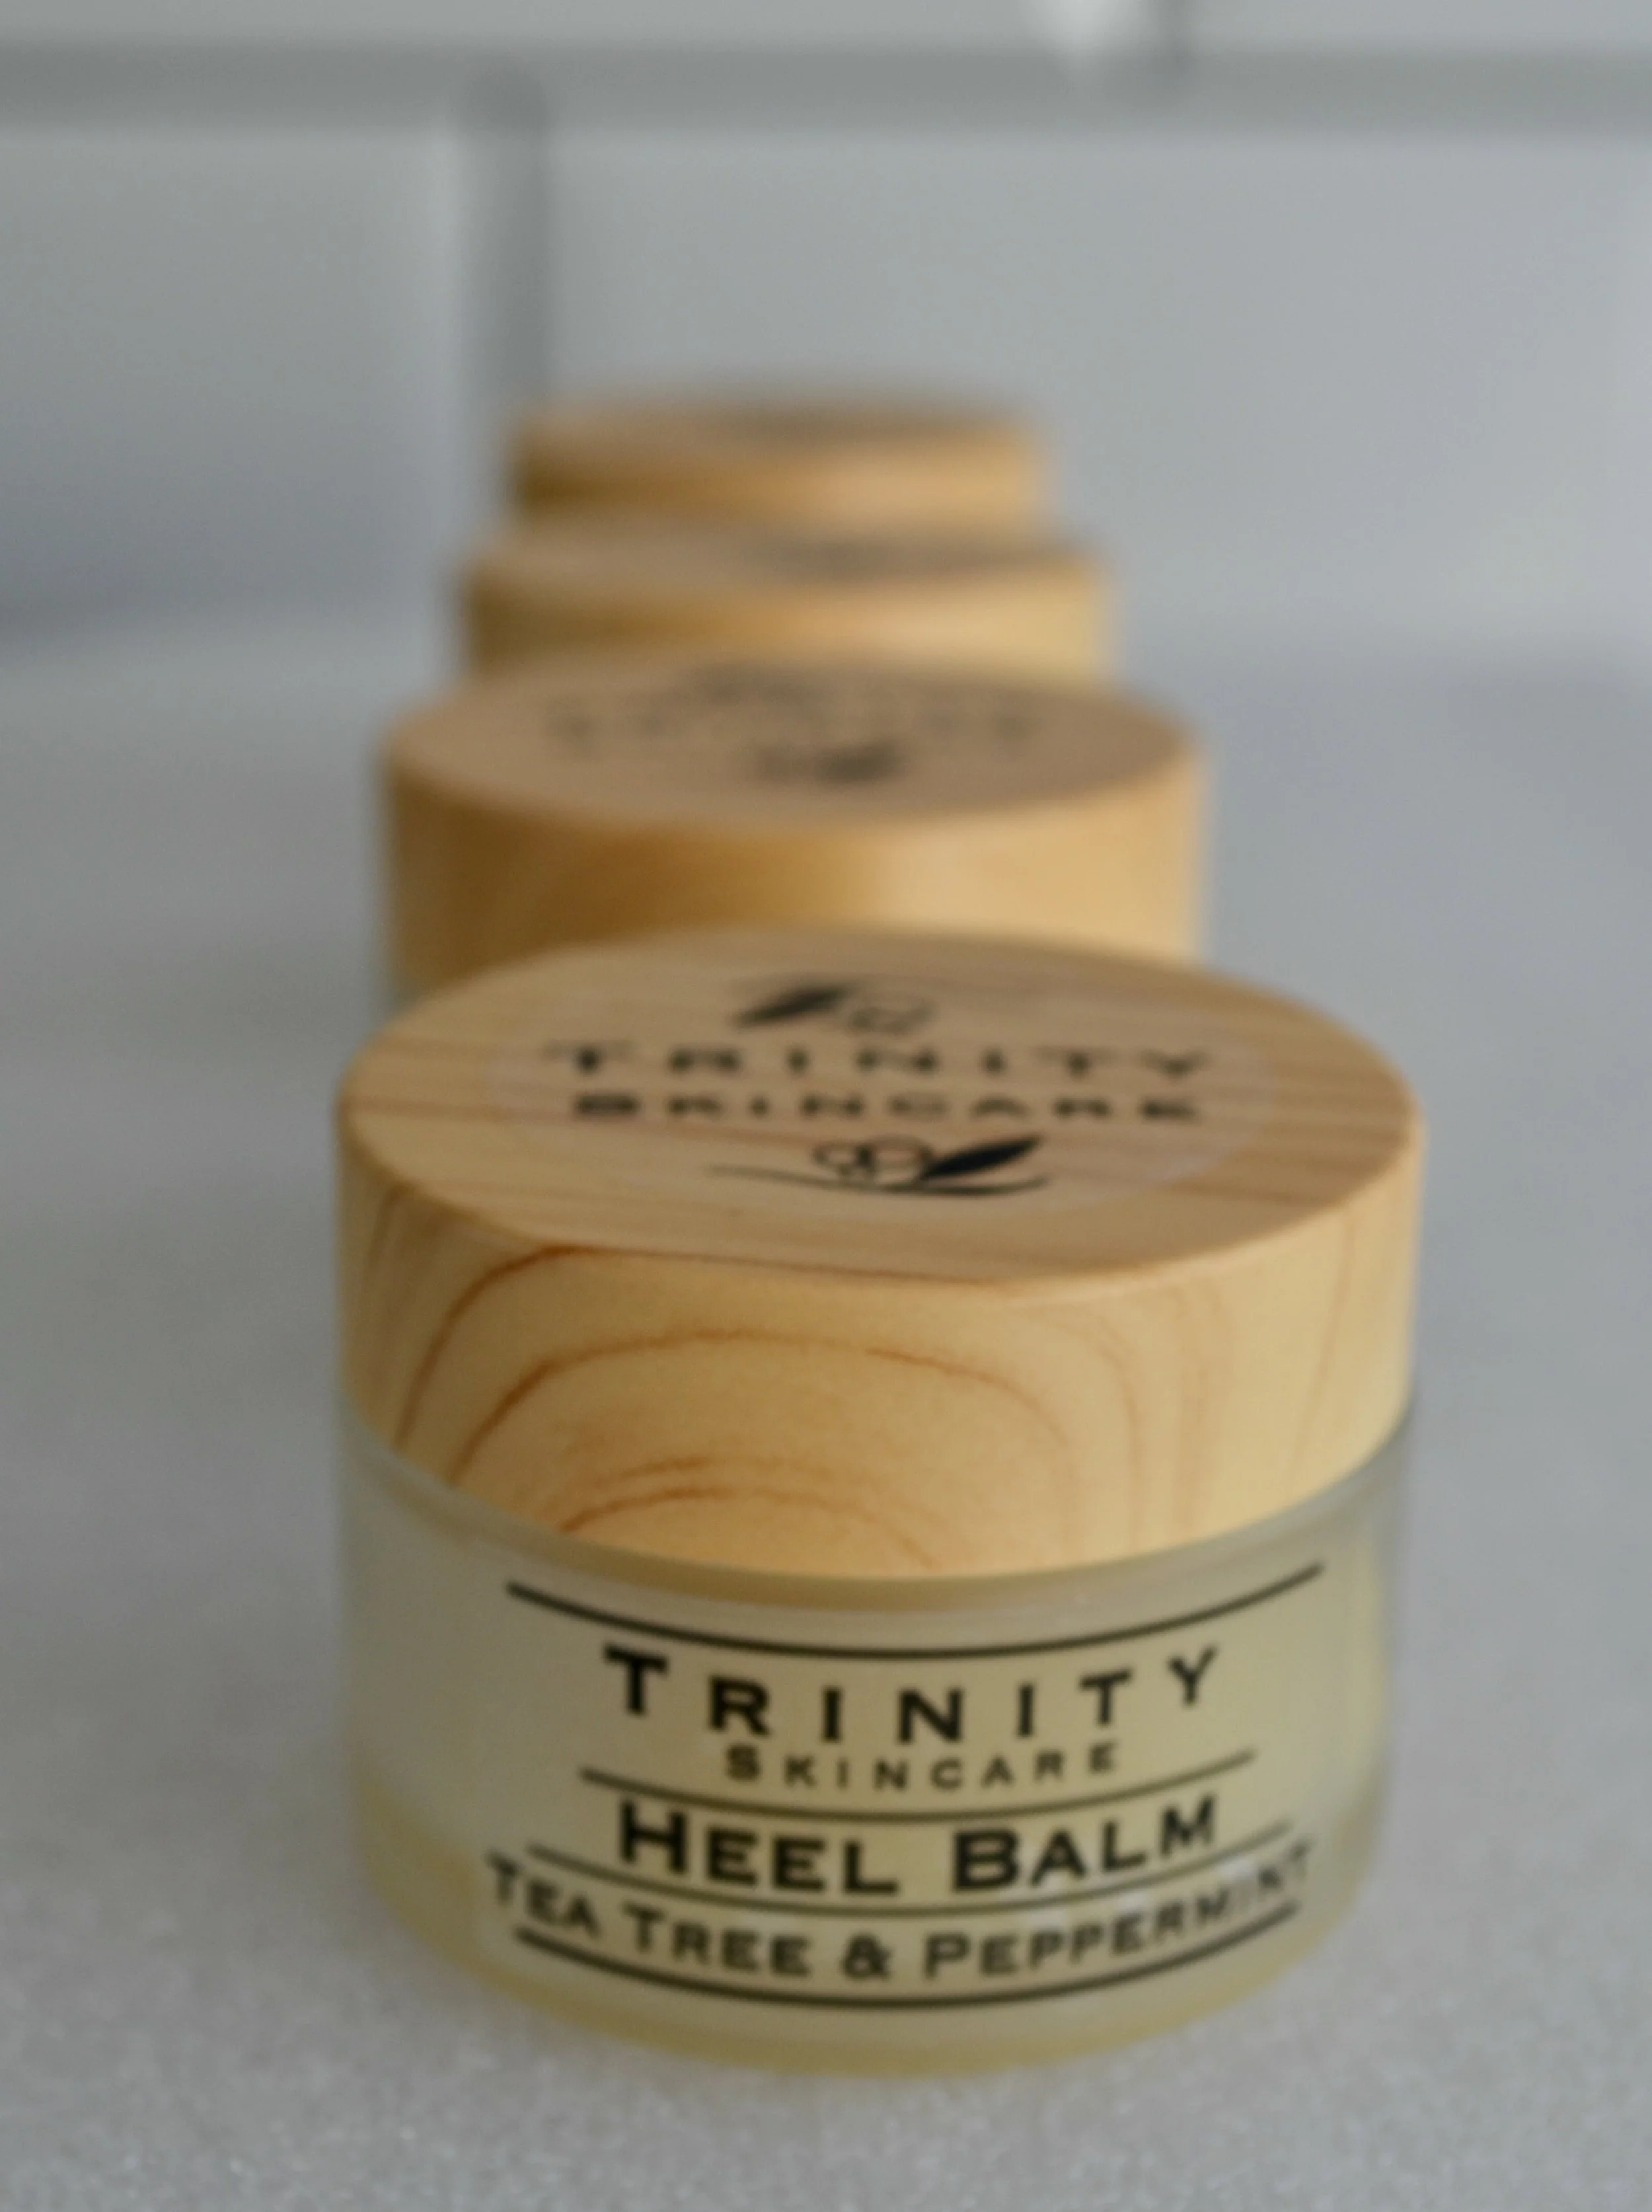 TRINITY
SKINCARE
TRINITY
SKINCARE
HEEL BALM
TEA TREE & PEPPERMINT